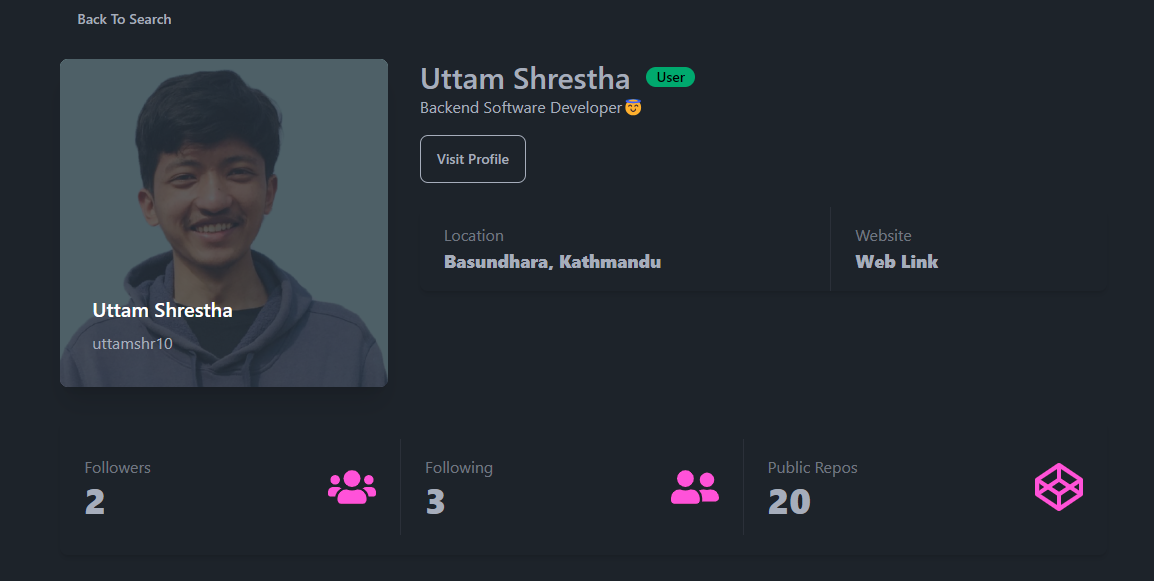 Back To Search
Uttam Shrestha User
Backend Software Developer😇
Visit Profile
Location
Basundhara, Kathmandu
Website
Web Link
Uttam Shrestha
uttamshr10
Followers
2
Following
3
Public Repos
20